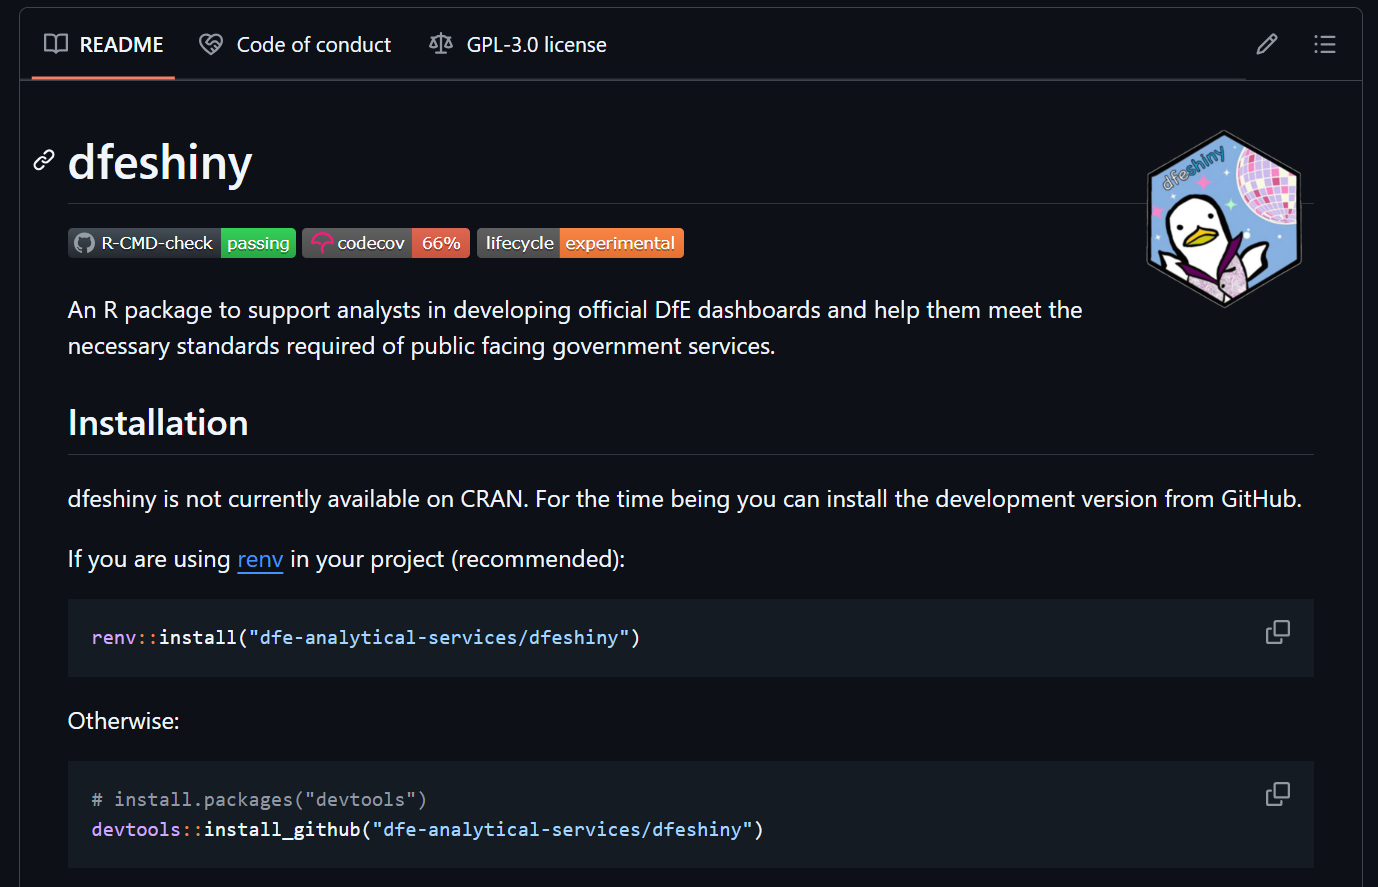 README
Code of conduct
GPL-3.0 license
dfeshiny
dfeshiny
R-CMD-check passing
codecov 66%
lifecycle experimental
An R package to support analysts in developing official DfE dashboards and help them meet the
necessary standards required of public facing government services.
Installation
dfeshiny is not currently available on CRAN. For the time being you can install the development version from GitHub.
If you are using renv in your project (recommended):
renv::install("dfe-analytical-services/dfeshiny")
Otherwise:
# install.packages("devtools")
devtools::install_github("dfe-analytical-services/dfeshiny")